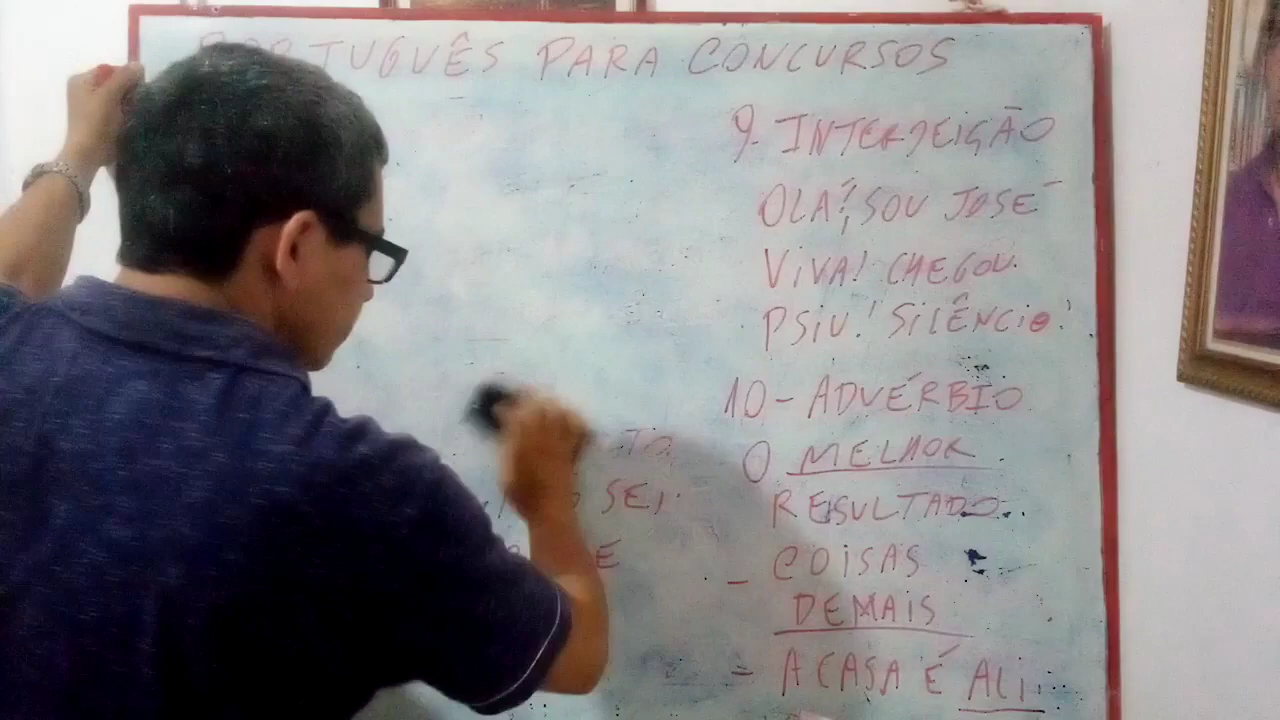 PORTUGUÊS PARA CONCURSOS
9- INTERJEIÇÃO
OLÁ!, SOU JOSÉ
VIVA! CHEGOU.
PSIU! SILÊNCIO!
10- ADVÉRBIO
O MELHOR
RESULTADO.
SEI.
- COISAS
DEMAIS
- A CASA É ALI.